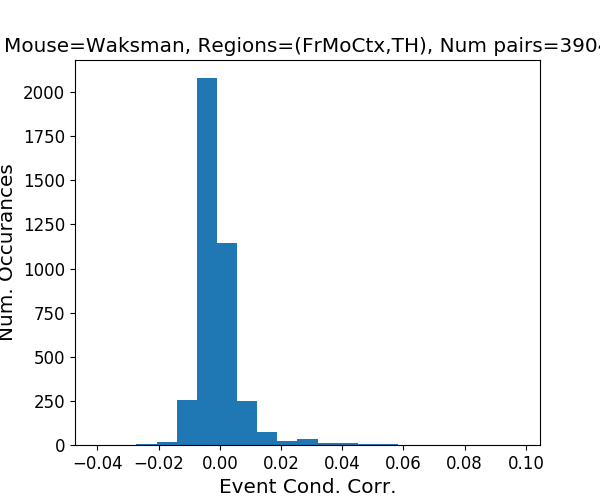 Mouse=Waksman, Regions=(FrMoCtx,TH), Num pairs=390
2000
1750
1500
1250
1000
750
500
250
0
Num. Occurances
−0.04 −0.02 0.00 0.02 0.04 0.06 0.08 0.10
Event Cond. Corr.